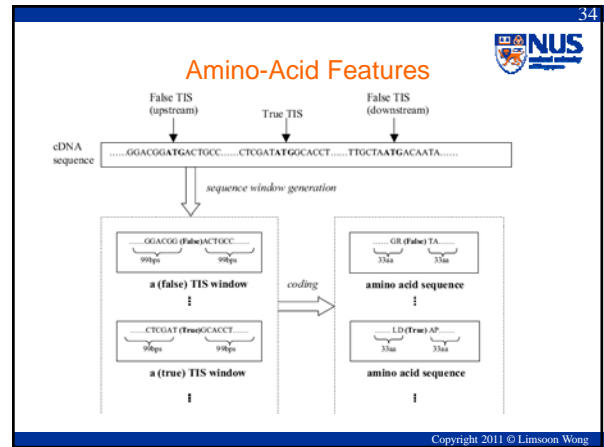 34
NUS
Amino-Acid Features
False TIS
(upstream)
True TIS
False TIS
(downstream)
cDNA
sequence
……GGACGGATGACTGCC……CTCGATATGGCACCT……TTGCTAATGACAATA……
sequence window generation
……GGACGG (False)ACTGCC……
99bps 99bps
a (false) TIS window
⋮
……CTCGAT (True)GCACCT……
99bps 99bps
a (true) TIS window
⋮
coding
…… GR (False) TA……
33aa 33aa
amino acid sequence
⋮
…… LD (True) AP……
33aa 33aa
amino acid sequence
⋮
Copyright 2011 © Limsoon Wong